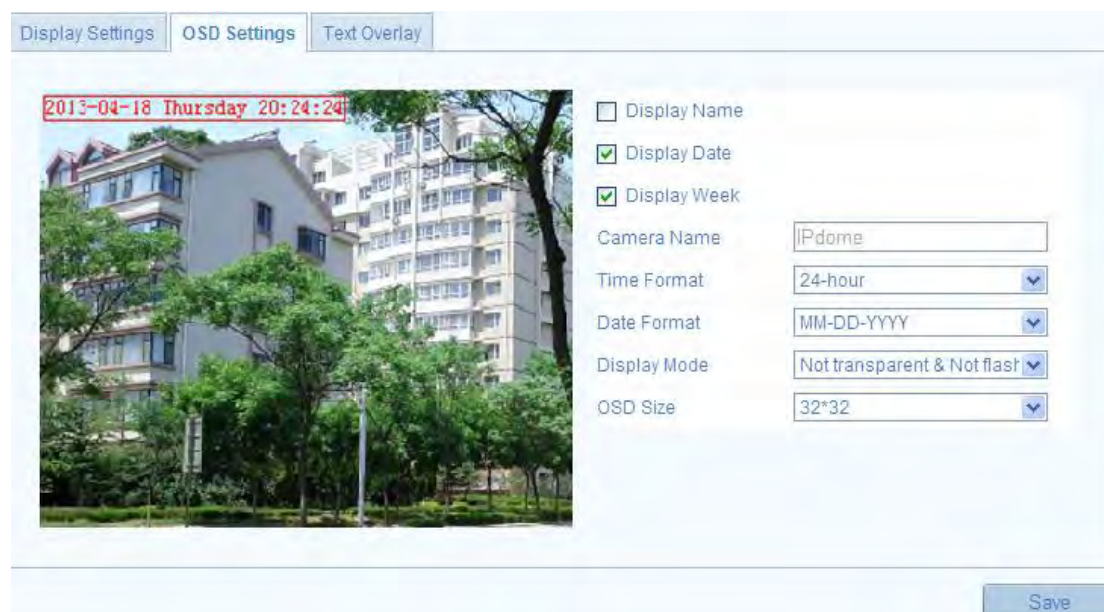 Display Settings OSD Settings Text Overlay
2013-04-18 Thursday 20:24:24
Display Name
Display Date
Display Week
Camera Name IPdome
Time Format 24-hour
Date Format MM-DD-YYYY
Display Mode Not transparent & Not flash
OSD Size 32*32
Save